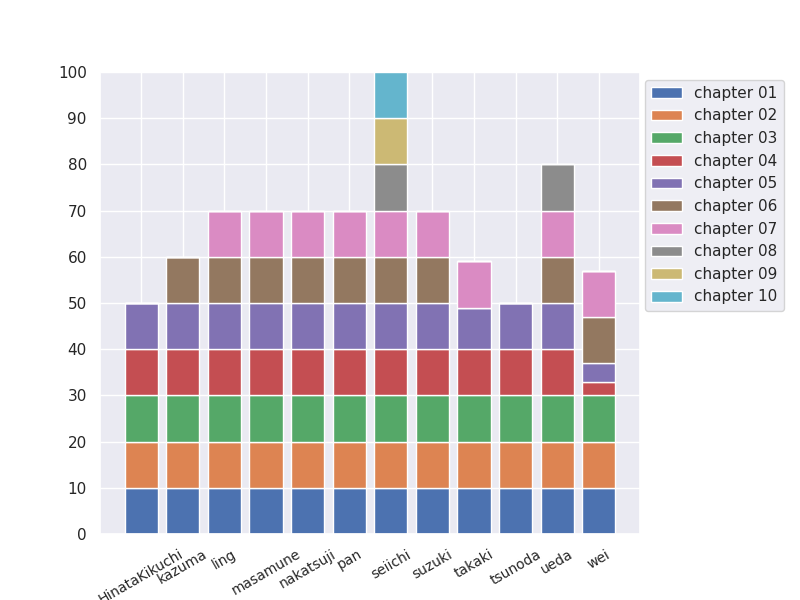 100
90
80
70
60
50
40
30
20
10
0
HinataKikuchi
kazuma
ling
masamune
nakatsuji
pan
seiichi
suzuki
takaki
tsunoda
ueda
wei
chapter 01
chapter 02
chapter 03
chapter 04
chapter 05
chapter 06
chapter 07
chapter 08
chapter 09
chapter 10